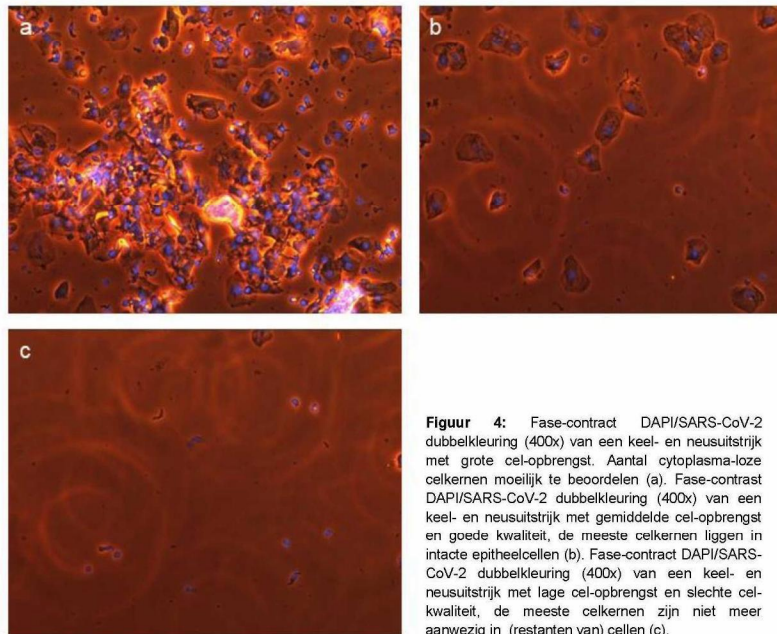 a
b
c
Figuur 4: Fase-contract DAPI/SARS-CoV-2
dubbelkleuring (400x) van een keel- en neusuitstrijk
met grote cel-opbrengst. Aantal cytoplasma-loze
celkernen moeilijk te beoordelen (a). Fase-contrast
DAPI/SARS-CoV-2 dubbelkleuring (400x) van een
keel- en neusuitstrijk met gemiddelde cel-opbrengst
en goede kwaliteit, de meeste celkernen liggen in
intacte epitheelcellen (b). Fase-contract DAPI/SARS-
CoV-2 dubbelkleuring (400x) van een keel- en
neusuitstrijk met lage cel-opbrengst en slechte cel-
kwaliteit, de meeste celkernen zijn niet meer
aanwezig in (restanten van) cellen (c).